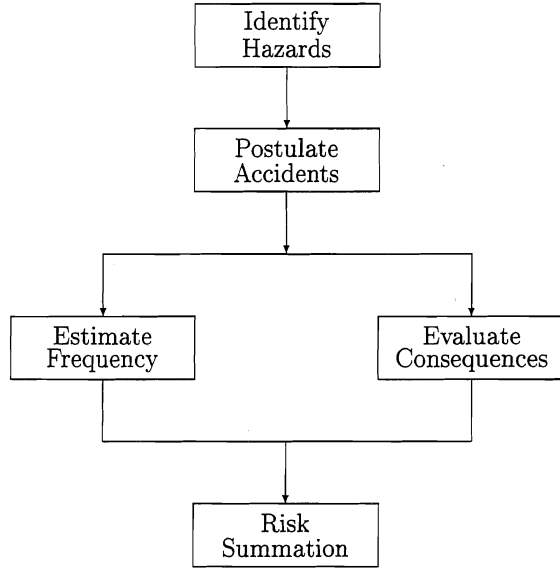 Identify
Hazards
Postulate
Accidents
Estimate
Frequency
Evaluate
Consequences
Risk
Summation